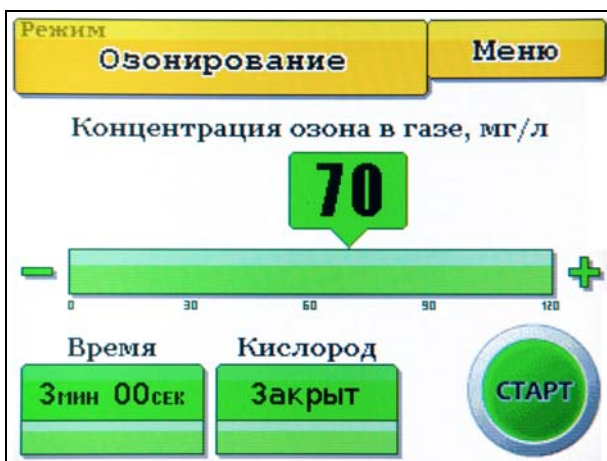 Режим
Озонирование
Меню
Концентрация озона в газе, мг/л
70
− +
0 30 60 90 120
Время Кислород
3мин 00сек Закрыт
СТАРТ